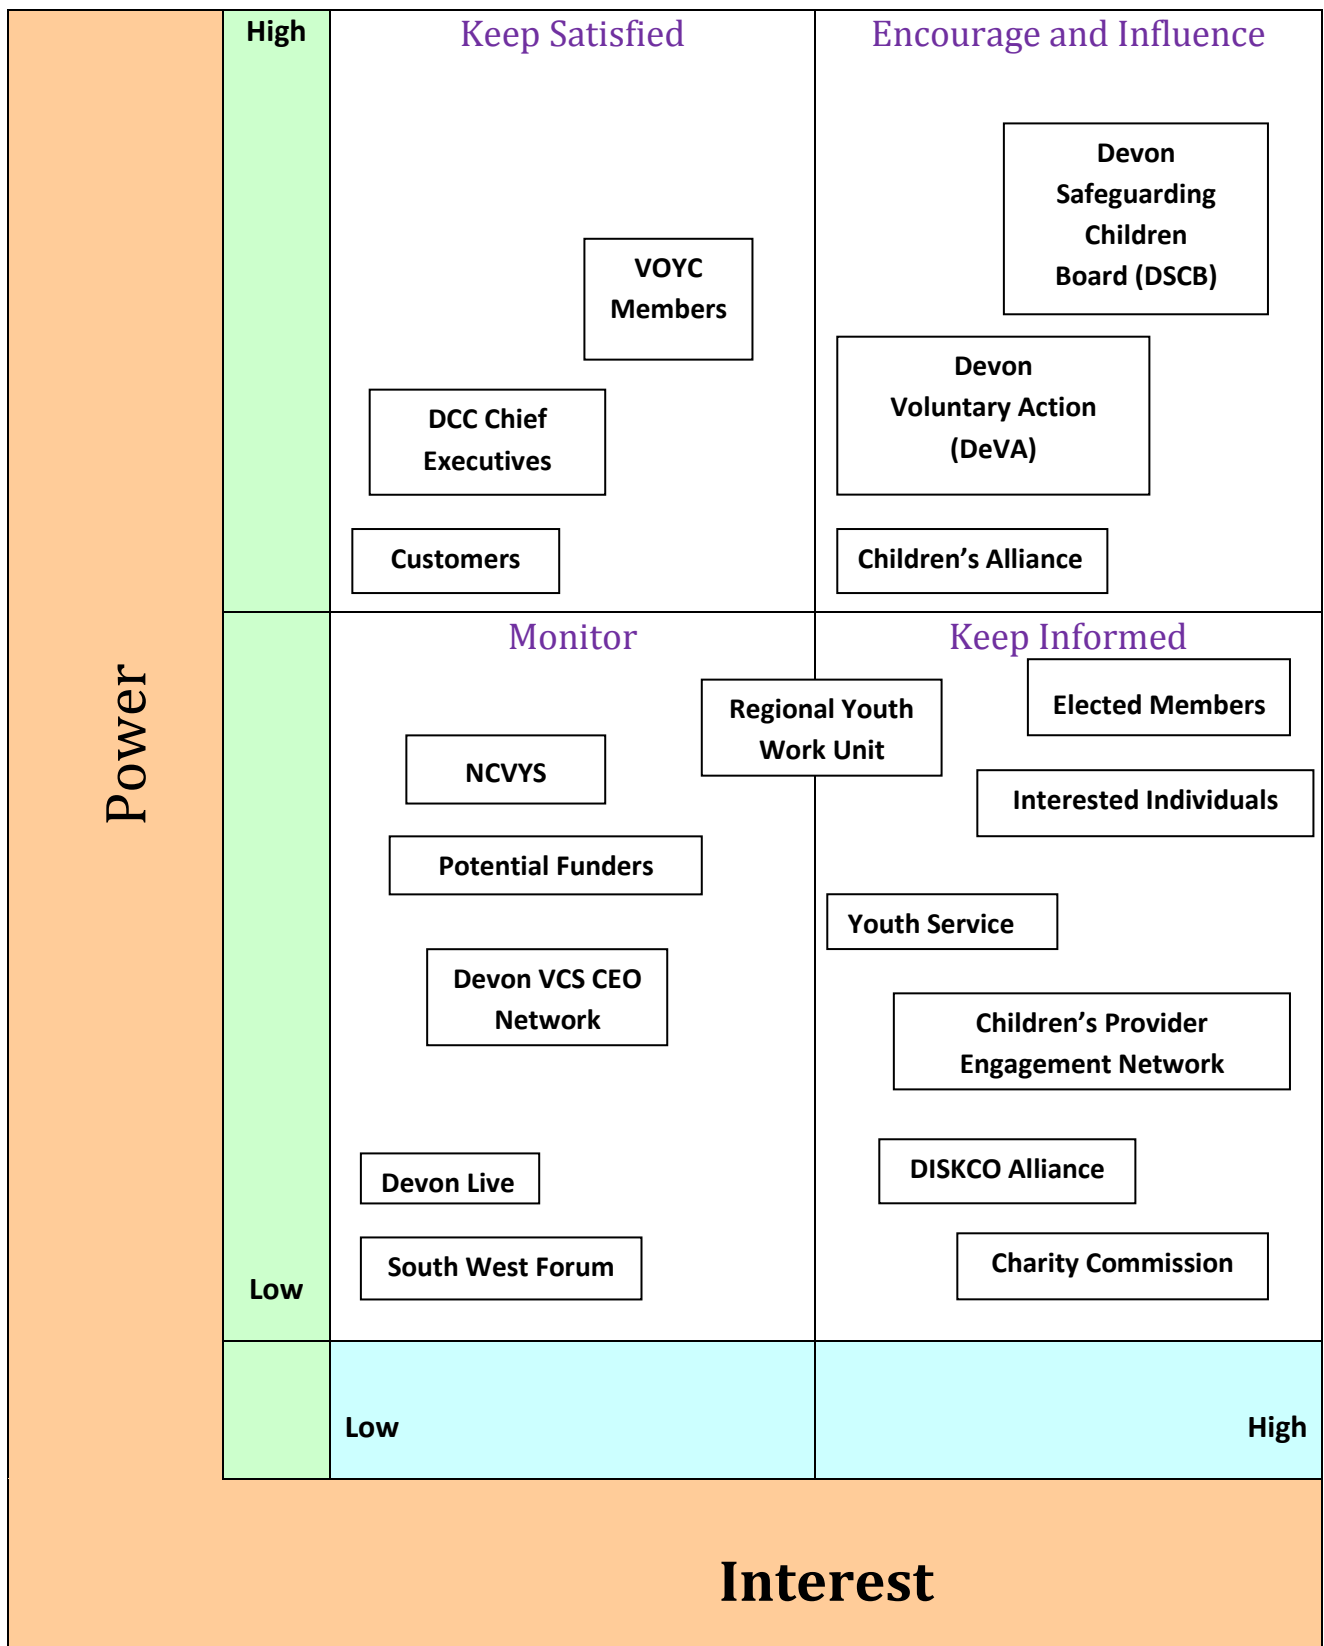 High
Keep Satisfied
Encourage and Influence
Devon
Safeguarding
Children
Board (DSCB)
VOYC
Members
Devon
Voluntary Action
(DeVA)
DCC Chief
Executives
Customers
Children’s Alliance
Power
Monitor
Keep Informed
Regional Youth
Work Unit
Elected Members
NCVYS
Interested Individuals
Potential Funders
Youth Service
Devon VCS CEO
Network
Children’s Provider
Engagement Network
Devon Live
DISKCO Alliance
South West Forum
Charity Commission
Low
Low
High
Interest